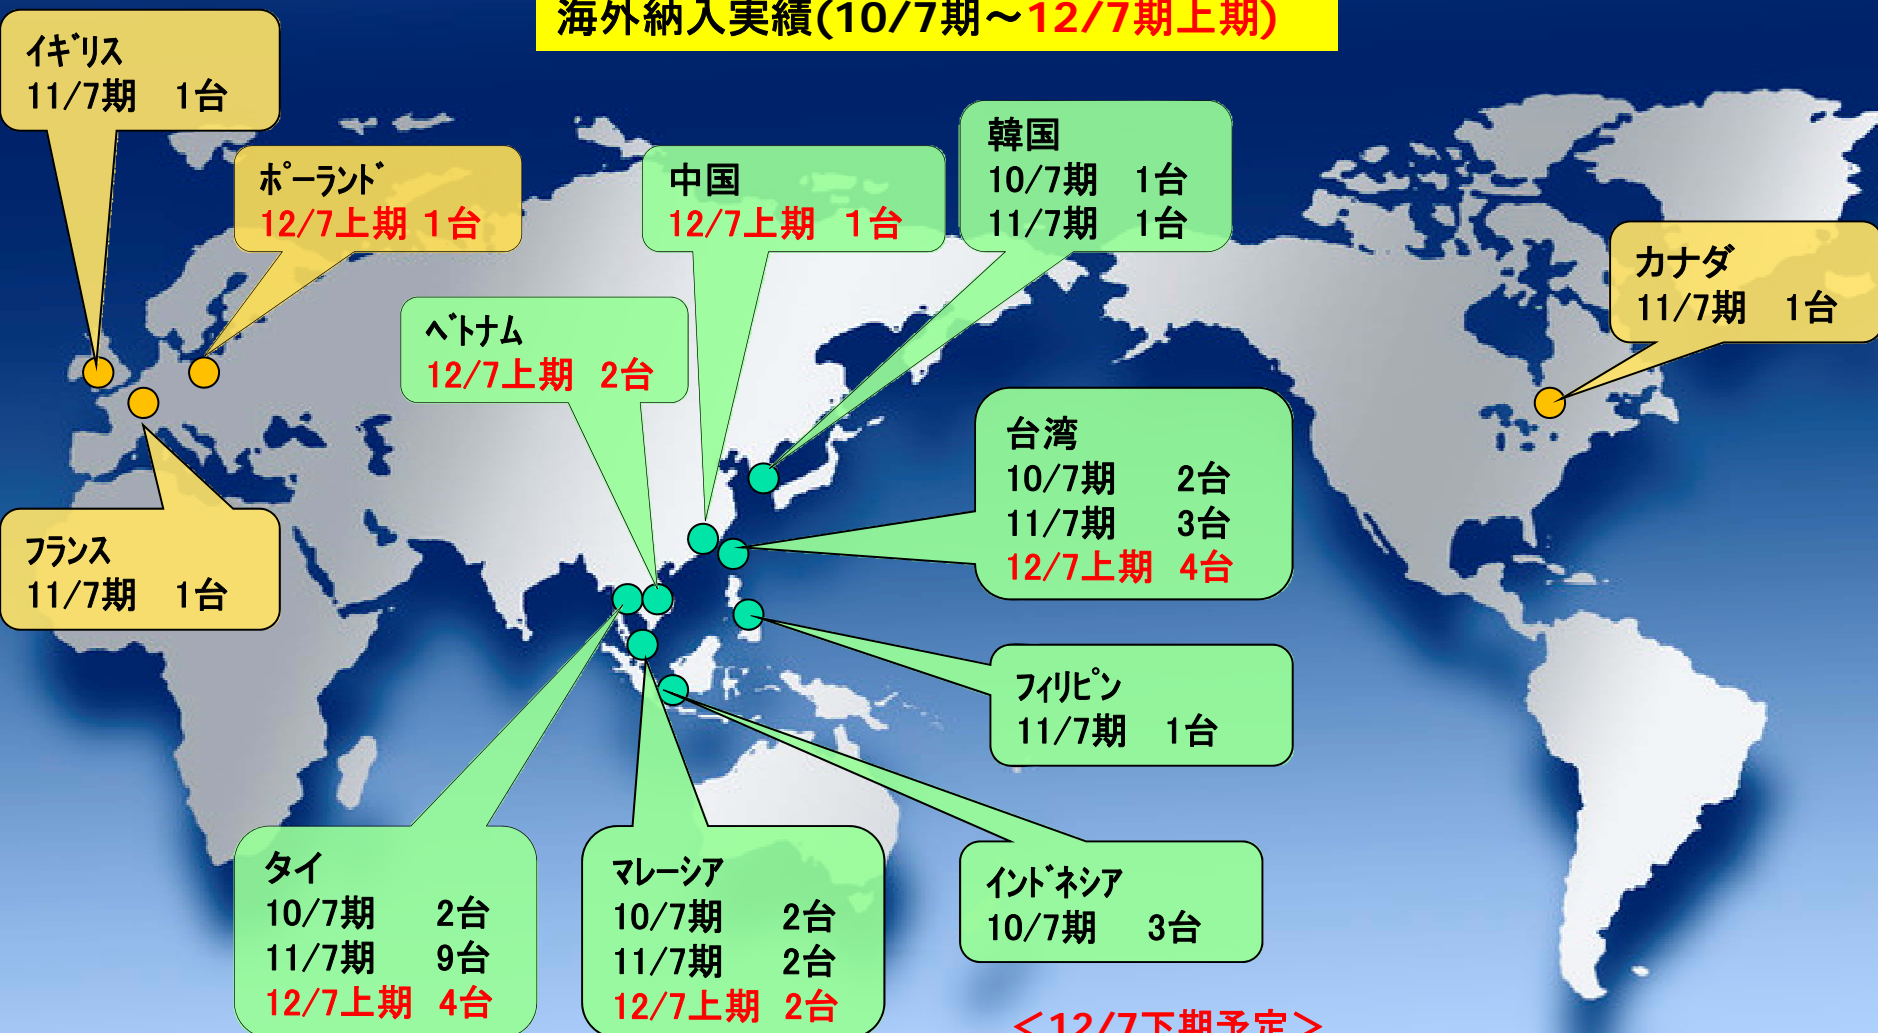 海外納入実績(10/7期～12/7期上期)
イギリス
11/7期 1台
ポーランド
12/7上期 1台
中国
12/7上期 1台
韓国
10/7期 1台
11/7期 1台
カナダ
11/7期 1台
ベトナム
12/7上期 2台
台湾
10/7期 2台
11/7期 3台
12/7上期 4台
フランス
11/7期 1台
フィリピン
11/7期 1台
タイ
10/7期 2台
11/7期 9台
12/7上期 4台
マレーシア
10/7期 2台
11/7期 2台
12/7上期 2台
インドネシア
10/7期 3台
＜12/7下期予定＞